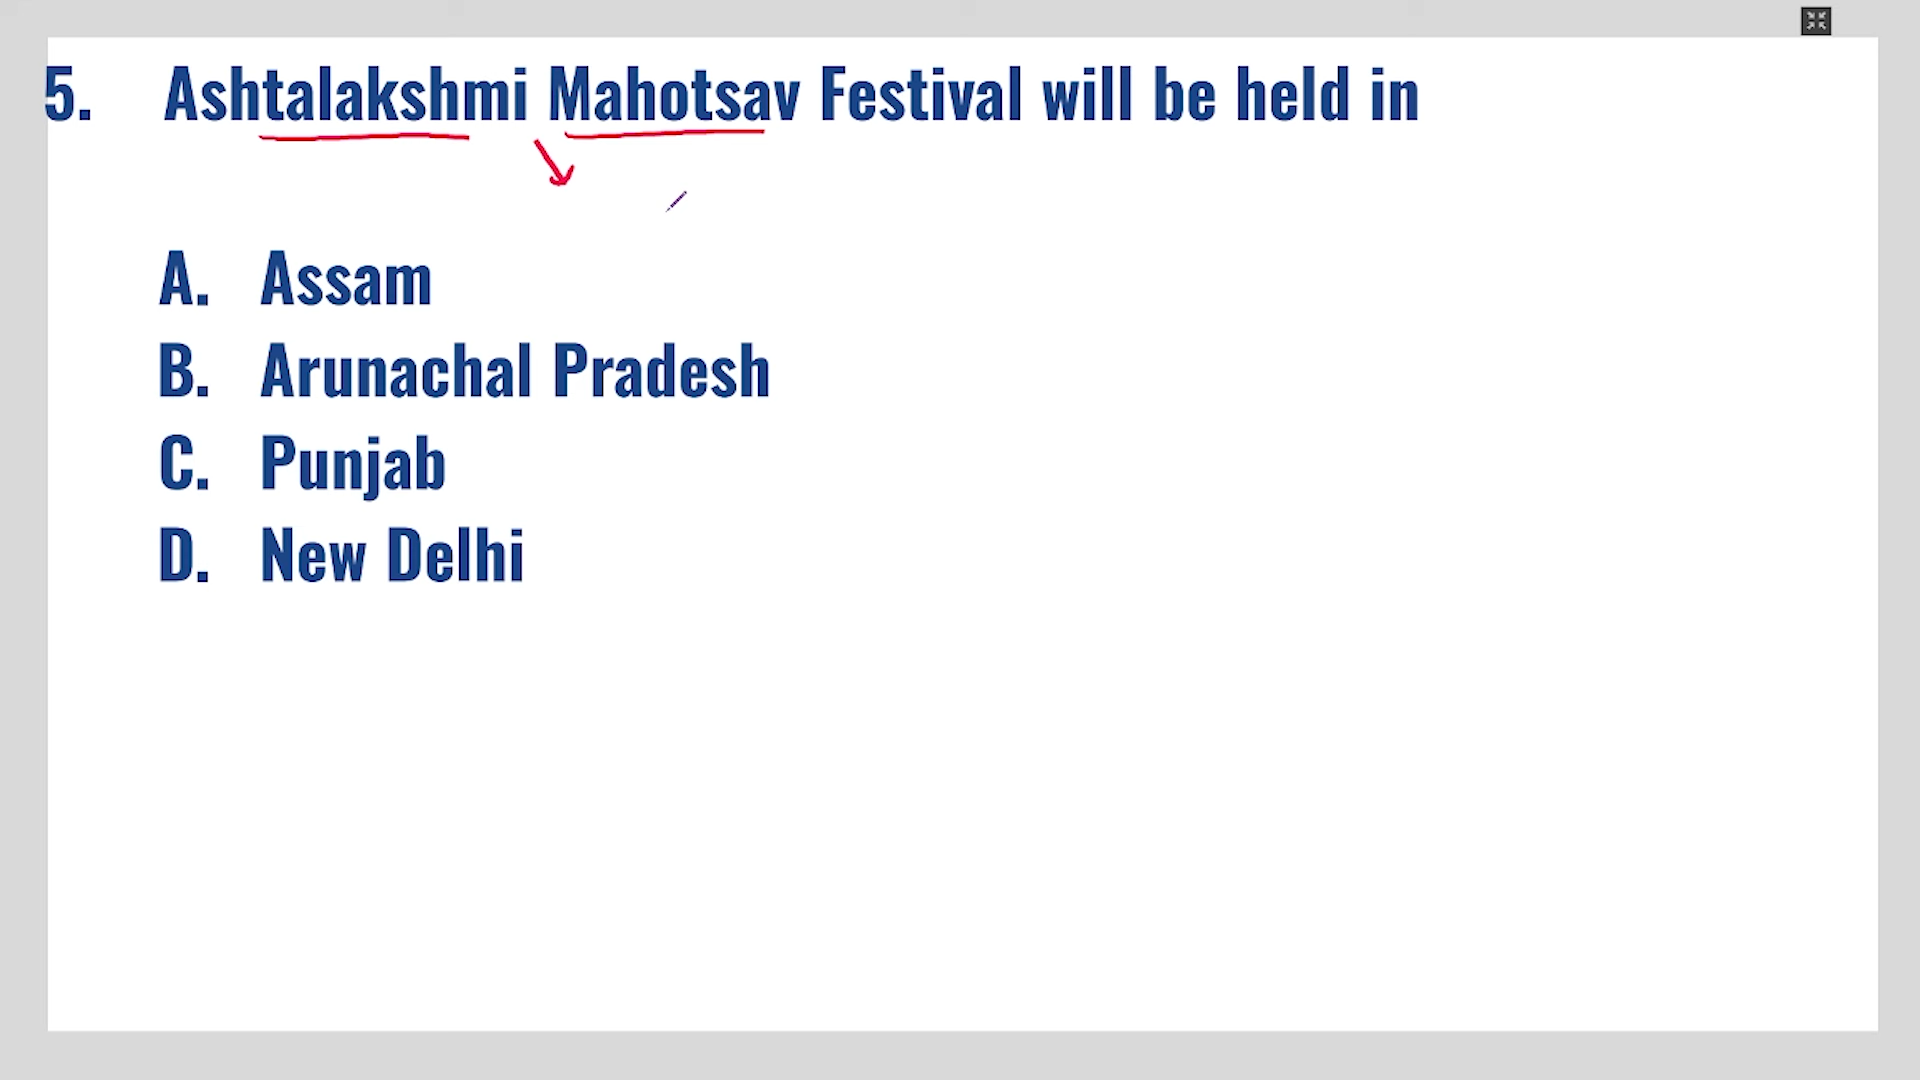 5. Ashtalakshmi Mahotsav Festival will be held in
A. Assam
B. Arunachal Pradesh
C. Punjab
D. New Delhi